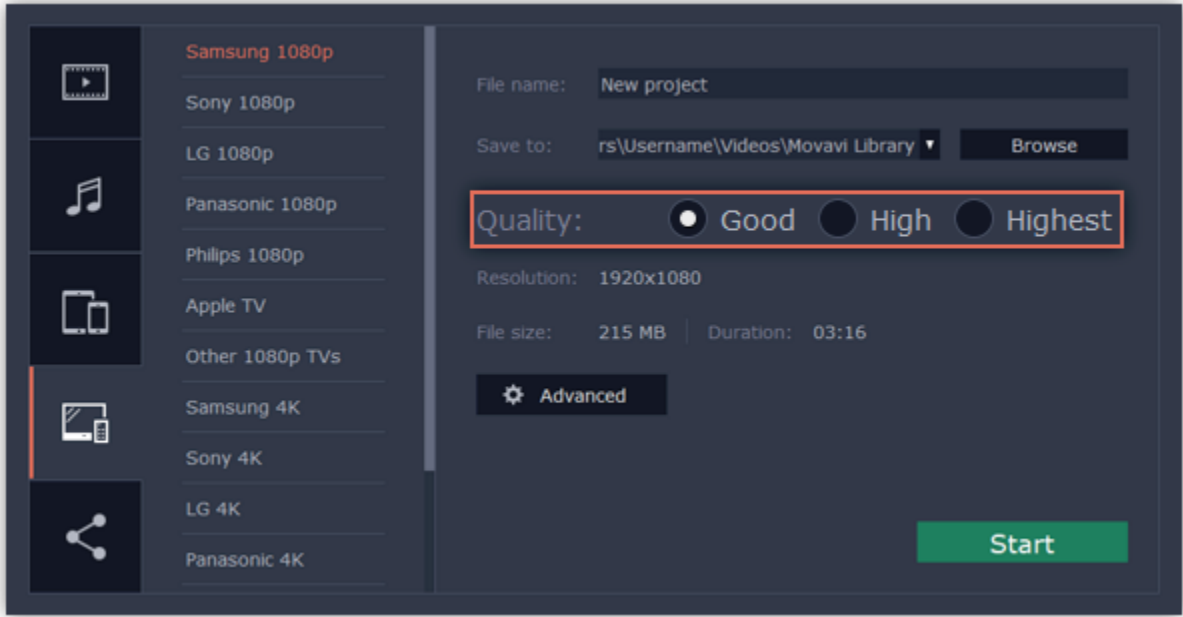 Samsung 1080p
Sony 1080p
LG 1080p
Panasonic 1080p
Philips 1080p
Apple TV
Other 1080p TVs
Samsung 4K
Sony 4K
LG 4K
Panasonic 4K
File name: New project
Save to: rs\Username\Videos\Movavi Library Browse
Quality: Good High Highest
Resolution: 1920x1080
File size: 215 MB Duration: 03:16
Advanced
Start